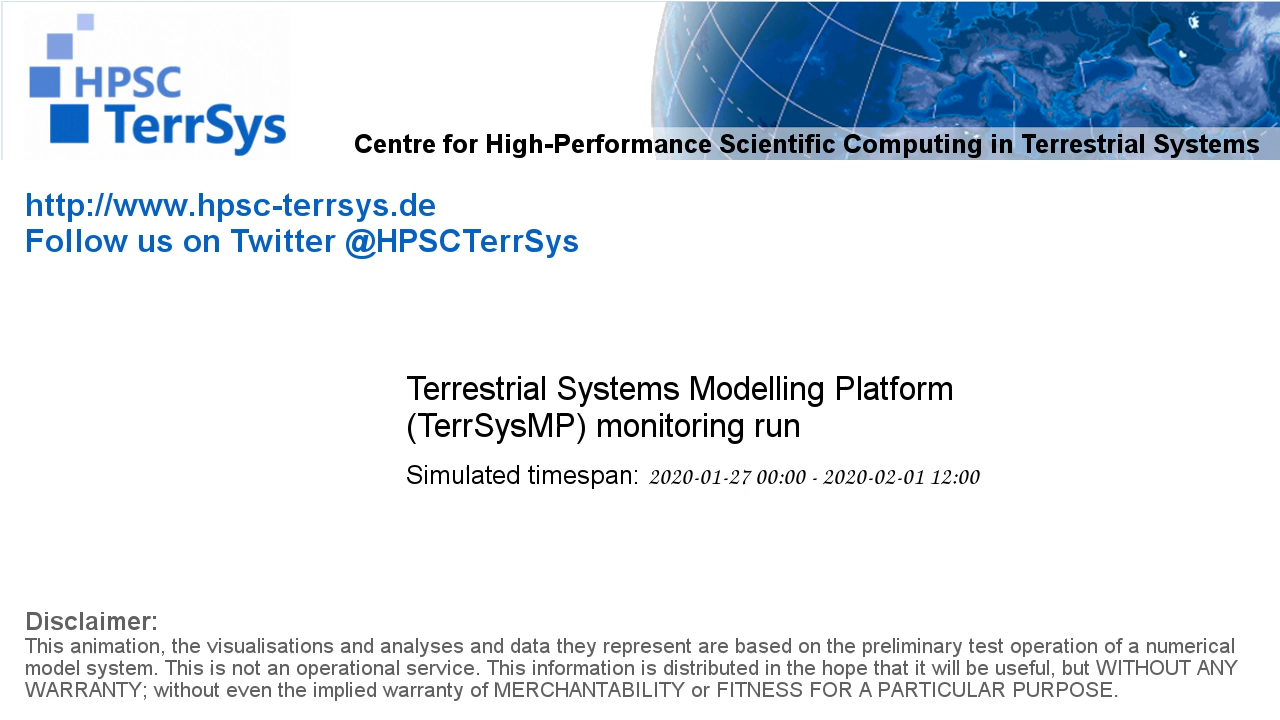 HPSC
TerrSys
Centre for High-Performance Scientific Computing in Terrestrial Systems
http://www.hpsc-terrsys.de
Follow us on Twitter @HPSCTerrSys
Terrestrial Systems Modelling Platform
(TerrSysMP) monitoring run
Simulated timespan: 2020-01-27 00:00 - 2020-02-01 12:00
Disclaimer:
This animation, the visualisations and analyses and data they represent are based on the preliminary test operation of a numerical
model system. This is not an operational service. This information is distributed in the hope that it will be useful, but WITHOUT ANY
WARRANTY; without even the implied warranty of MERCHANTABILITY or FITNESS FOR A PARTICULAR PURPOSE.